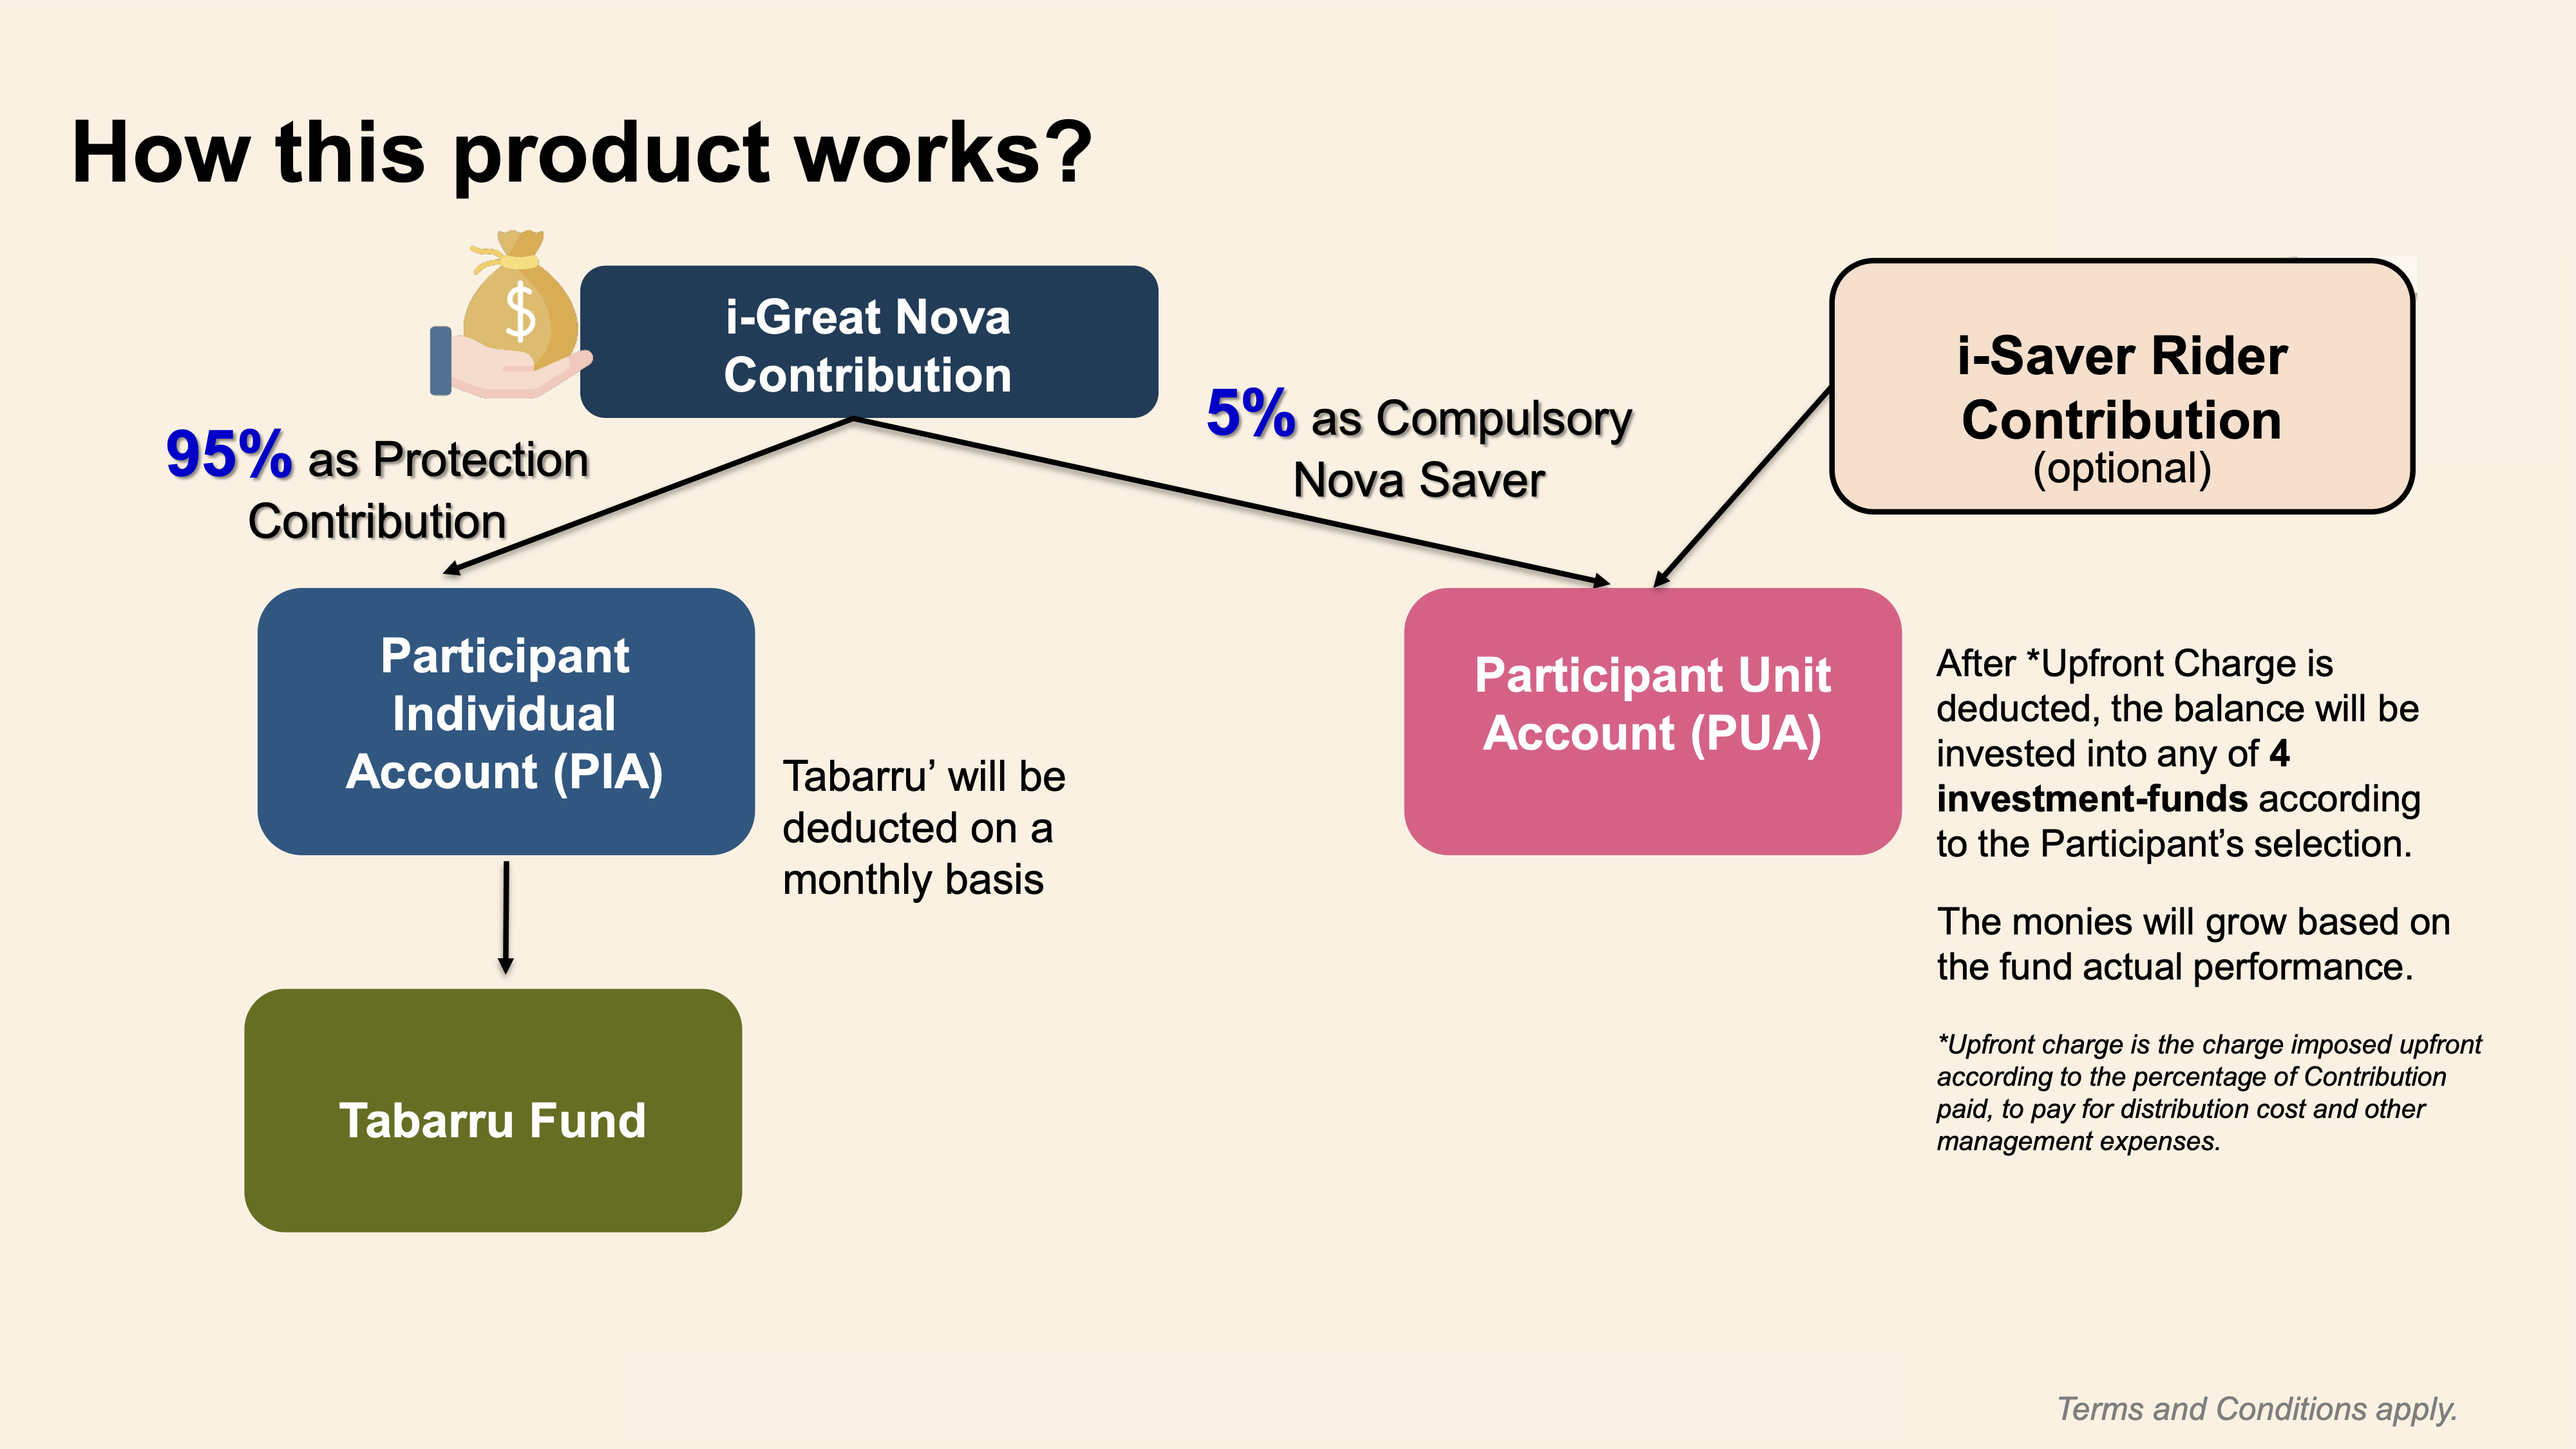 How this product works?
$
i-Great Nova
Contribution
95% as Protection
Contribution
5% as Compulsory
Nova Saver
i-Saver Rider
Contribution
(optional)
Participant
Individual
Account (PIA)
Tabarru’ will be
deducted on a
monthly basis
Tabarru Fund
Participant Unit
Account (PUA)
After *Upfront Charge is
deducted, the balance will be
invested into any of 4
investment-funds according
to the Participant’s selection.
The monies will grow based on
the fund actual performance.
*Upfront charge is the charge imposed upfront
according to the percentage of Contribution
paid, to pay for distribution cost and other
management expenses.
Terms and Conditions apply.